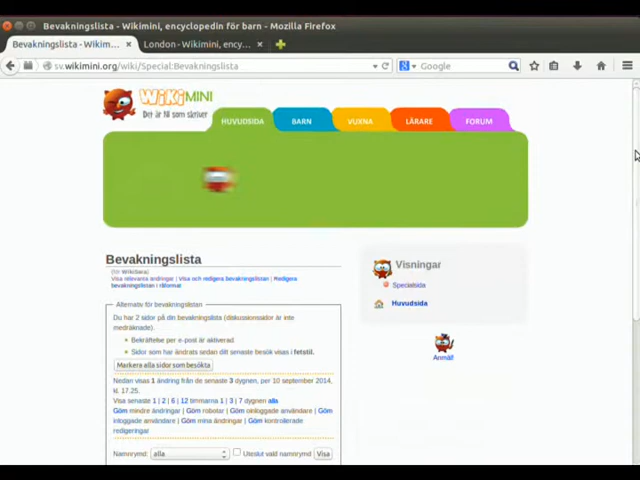 Bevakningslista - Wikimini, encyclopedin för barn - Mozilla Firefox
Bevakningslista - Wikim... × London - Wikimini, ency... ×
sv.wikimini.org/wiki/Special:Bevakningslista Google
WiKiMINI
Det är Ni som skriver
HUVUDSIDA BARN VUXNA LÄRARE FORUM
Bevakningslista
(för WikiSara)
Visa relevanta ändringar | Visa och redigera bevakningslistan | Redigera
bevakningslistan i råformat
Visningar
Specialsida
Huvudsida
Anmäl!
Alternativ för bevakningslistan
Du har 2 sidor på din bevakningslista (diskussionssidor är inte
medräknade).
Bekräftelse per e-post är aktiverad
Sidor som har ändrats sedan ditt senaste besök visas i fetstil.
Markera alla sidor som besökta
Nedan visas 1 ändring från de senaste 3 dygnen, per 10 september 2014,
kl. 17.25.
Visa senaste 1 | 2 | 6 | 12 timmarna 1 | 3 | 7 dygnen alla
Göm mindre ändringar | Göm robotar | Göm oinloggade användare | Göm
inloggade användare | Göm mina ändringar | Göm kontrollerade
redigeringar
Namnrymd: alla Uteslut vald namnrymd Visa